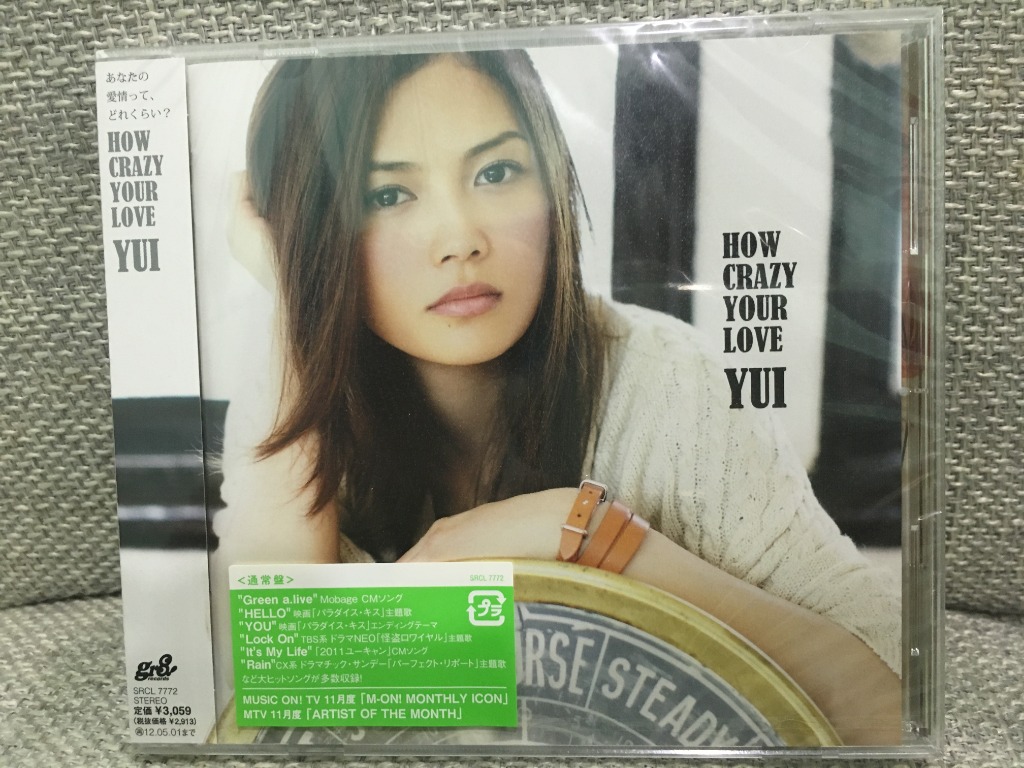 あなたの
愛情って、
どれくらい？
HOW
CRAZY
YOUR
LOVE
YUI
gr8!
records
SRCL 7772
STEREO
定価 ¥3,059
(税抜価格 ¥2,913)
㋐12.05.01まで
HOW
CRAZY
YOUR
LOVE
YUI
<通常盤>
SRCL 7772
プラ
"Green a.live" Mobage CMソング
"HELLO" 映画「パラダイス・キス」主題歌
"YOU" 映画「パラダイス・キス」エンディングテーマ
"Lock On" TBS系 ドラマNEO「怪盗ロワイヤル」主題歌
"It's My Life" 「2011.ユーキャン」CMソング
"Rain" CX系 ドラマチック・サンデー「パーフェクト・リポート」主題歌
など大ヒットソングが多数収録!
MUSIC ON! TV 11月度 「M-ON! MONTHLY ICON」
MTV 11月度 「ARTIST OF THE MONTH」
STEADY